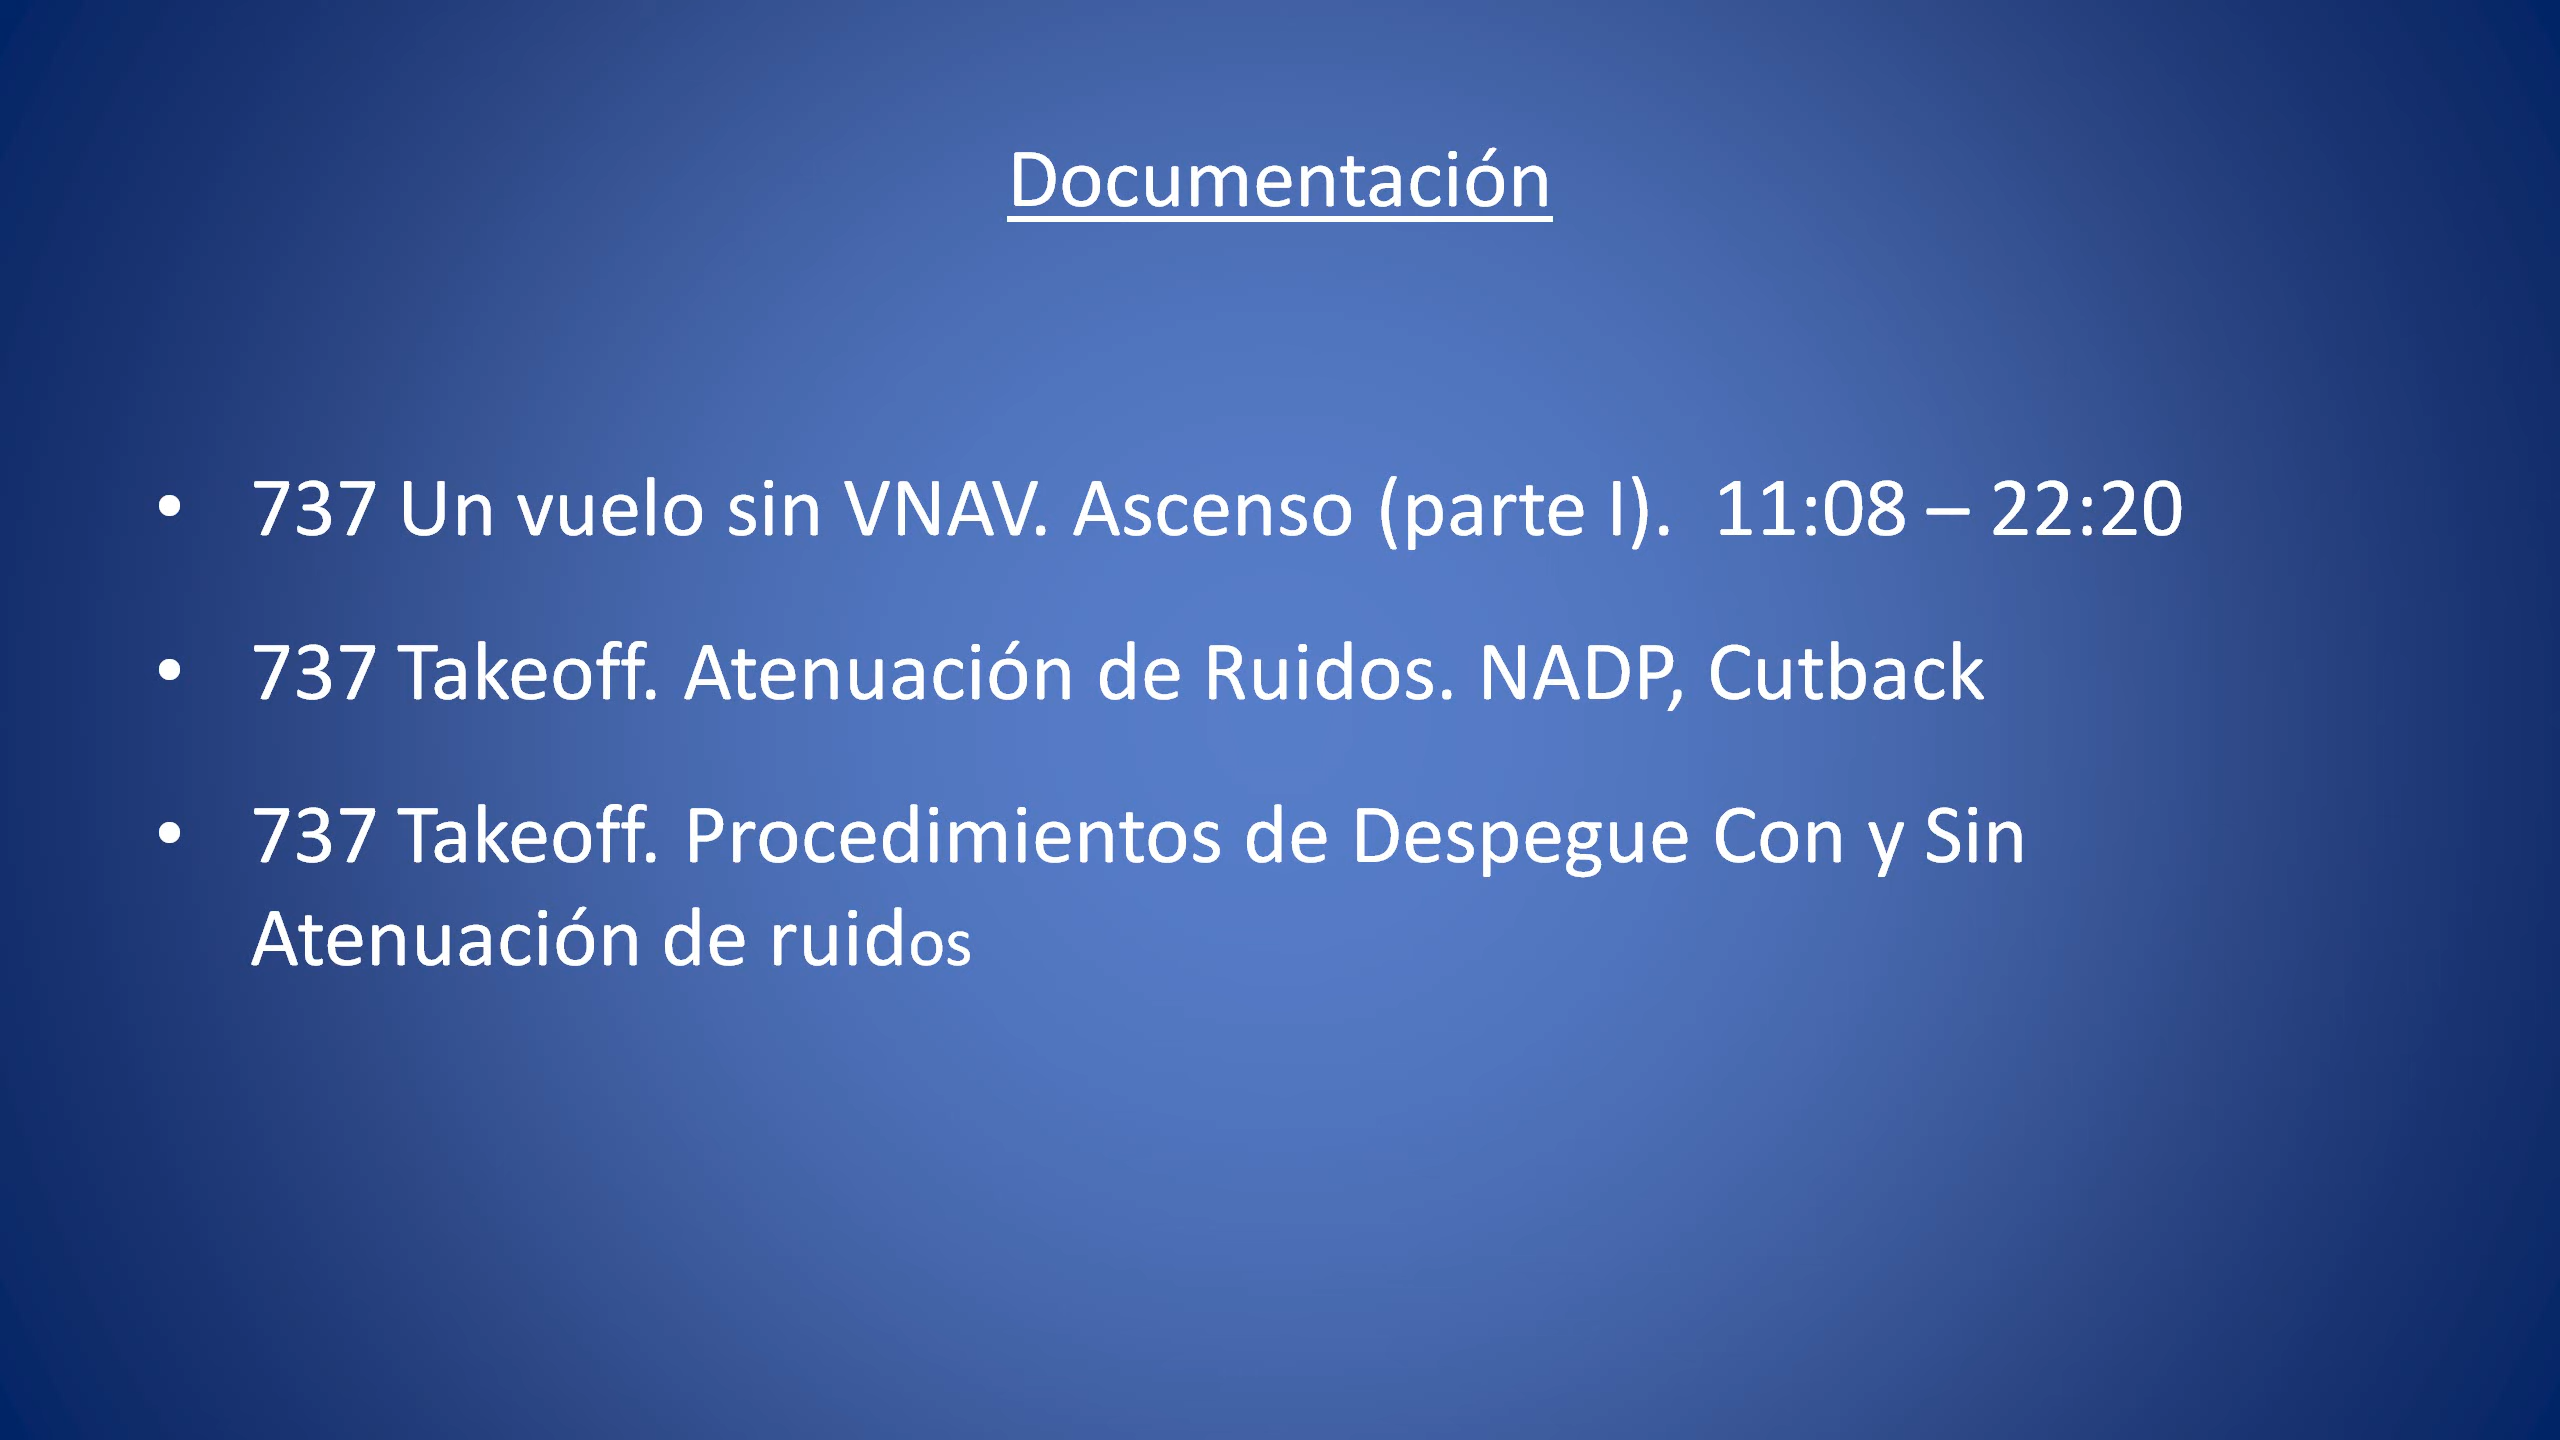 Documentación
• 737 Un vuelo sin VNAV. Ascenso (parte I).  11:08 – 22:20
• 737 Takeoff. Atenuación de Ruidos. NADP, Cutback
• 737 Takeoff. Procedimientos de Despegue Con y Sin
Atenuación de ruidos